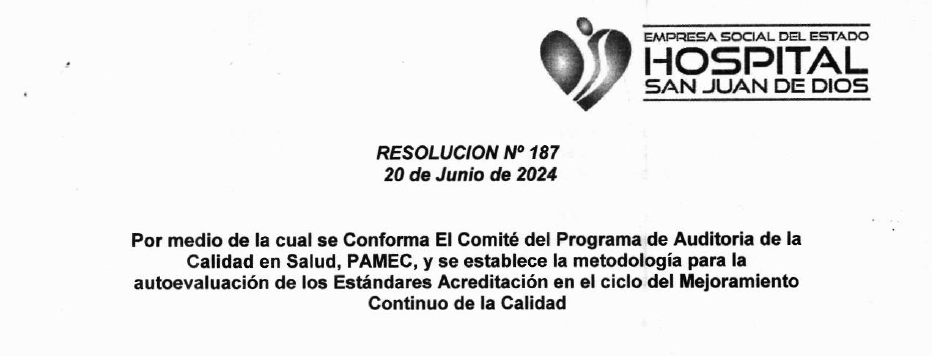 EMPRESA SOCIAL DEL ESTADO
HOSPITAL
SAN JUAN DE DIOS
RESOLUCION Nº 187
20 de Junio de 2024
Por medio de la cual se Conforma El Comité del Programa de Auditoria de la
Calidad en Salud, PAMEC, y se establece la metodología para la
autoevaluación de los Estándares Acreditación en el ciclo del Mejoramiento
Continuo de la Calidad